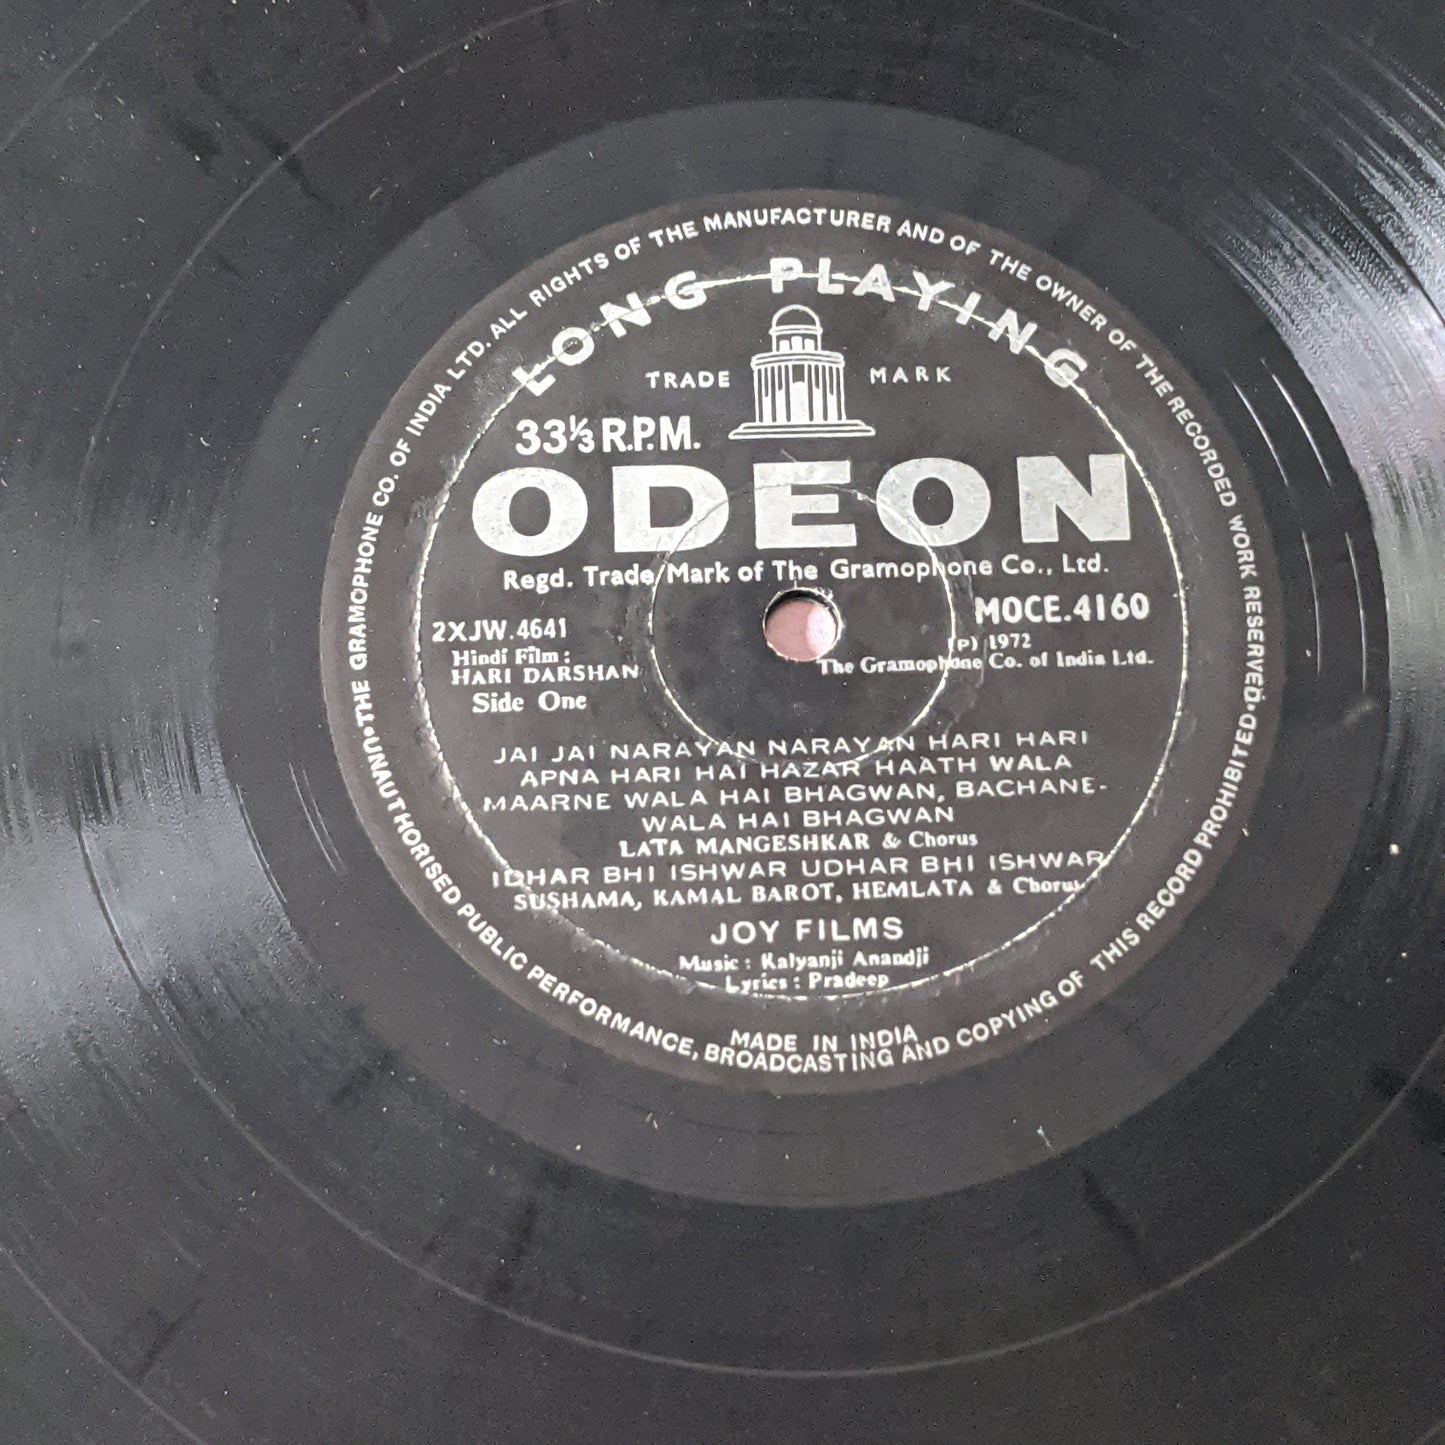 THE GRAMOPHONE CO. OF INDIA LTD. ALL RIGHTS OF THE MANUFACTURER AND OF THE OWNER OF THE RECORDED WORK RESERVED.
UNAUTHORISED PUBLIC PERFORMANCE, BROADCASTING AND COPYING OF THIS RECORD PROHIBITED.
LONG PLAYING
TRADE MARK
33⅓ R.P.M.
ODEON
Regd. Trade Mark of The Gramophone Co., Ltd.
2XJW.4641
Hindi Film :
HARI DARSHAN
Side One
MOCE.4160
(P) 1972
The Gramophone Co. of India Ltd.
JAI JAI NARAYAN NARAYAN HARI HARI
APNA HARI HAI HAZAR HAATH WALA
MAARNE WALA HAI BHAGWAN, BACHANE-
WALA HAI BHAGWAN
LATA MANGESHKAR & Chorus
IDHAR BHI ISHWAR UDHAR BHI ISHWAR
SUSHAMA, KAMAL BAROT, HEMLATA & Chorus
JOY FILMS
Music : Kalyanji Anandji
Lyrics : Pradeep
MADE IN INDIA